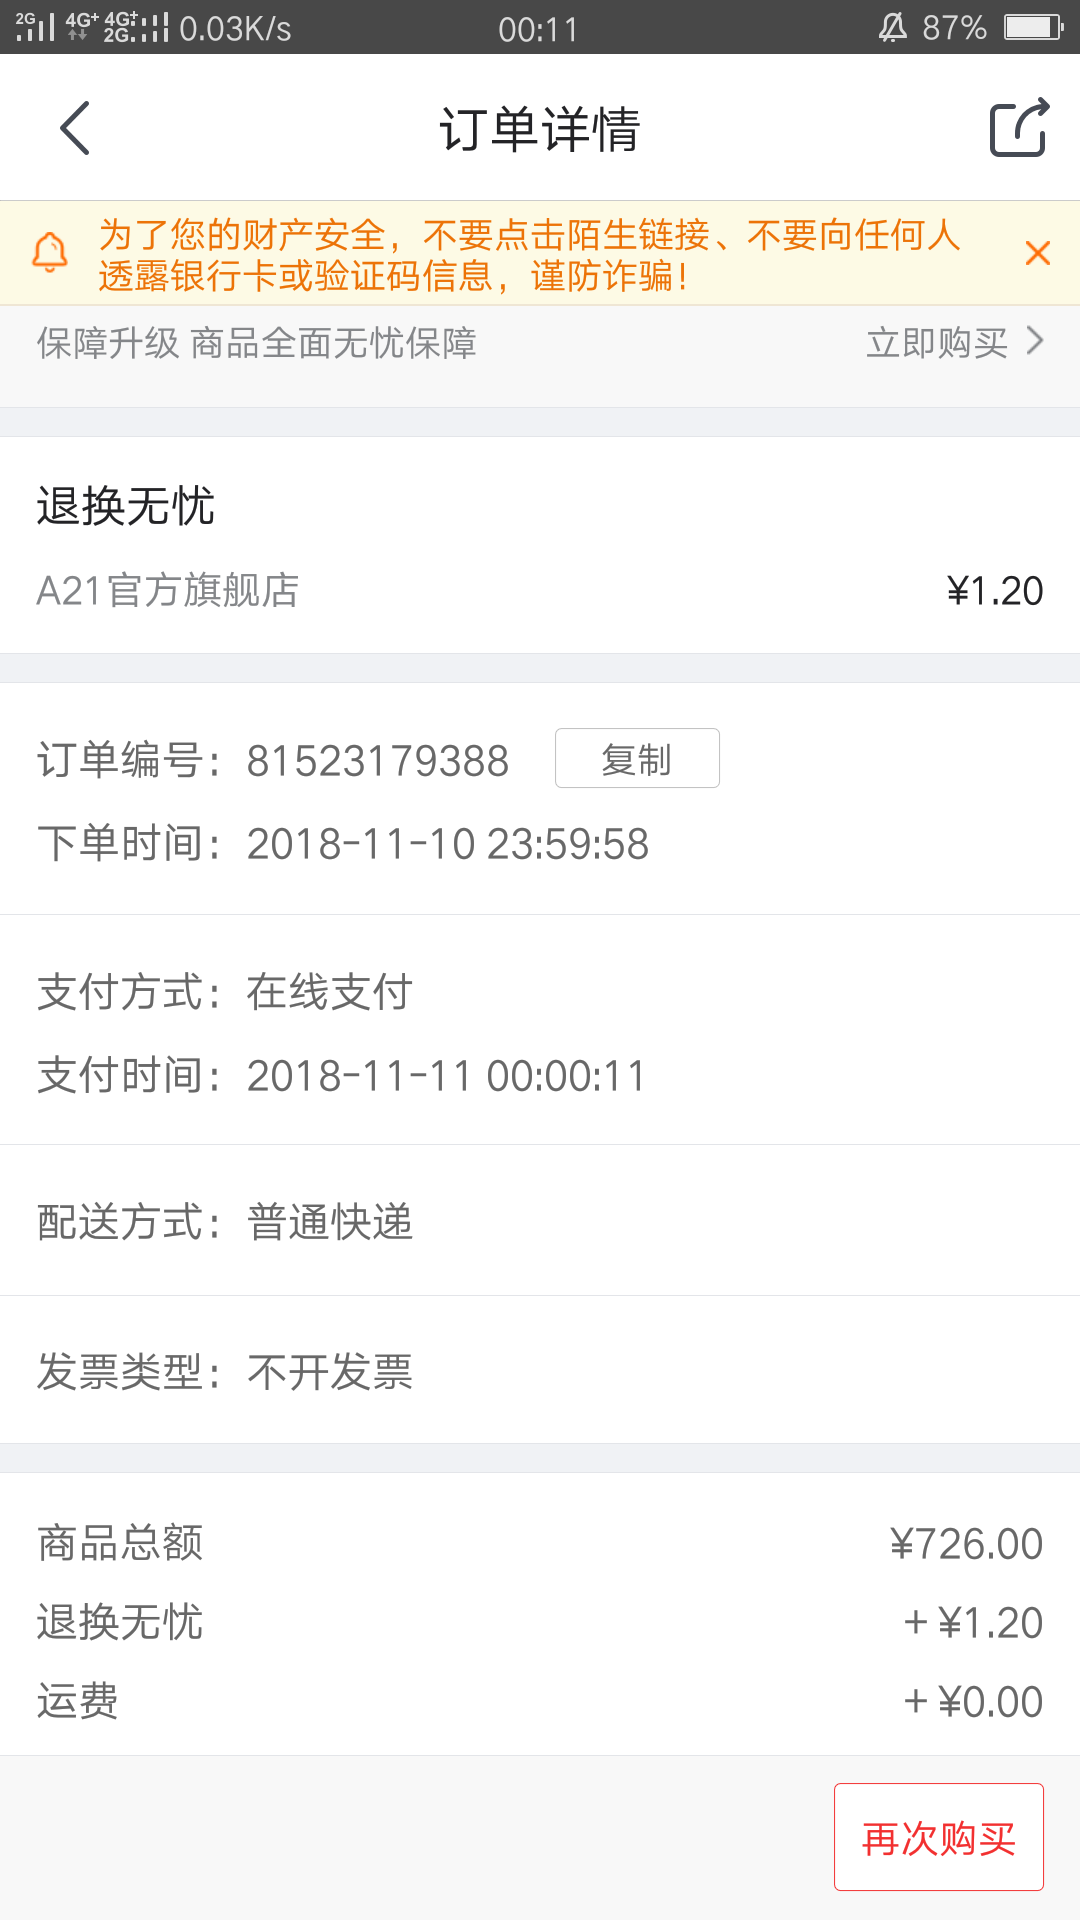 2G 4G+ 4G+ 2G 0.03K/s 00:11 87%
订单详情
为了您的财产安全，不要点击陌生链接、不要向任何人
透露银行卡或验证码信息，谨防诈骗！
保障升级 商品全面无忧保障 立即购买
退换无忧
A21官方旗舰店 ¥1.20
订单编号：81523179388 复制
下单时间：2018-11-10 23:59:58
支付方式：在线支付
支付时间：2018-11-11 00:00:11
配送方式：普通快递
发票类型：不开发票
商品总额 ¥726.00
退换无忧 + ¥1.20
运费 + ¥0.00
再次购买